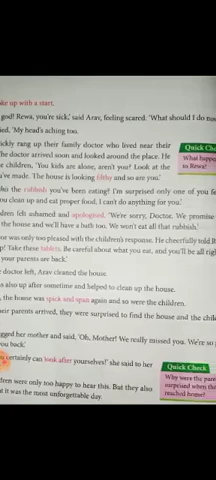 ke up with a start.
god! Rewa, you're sick,' said Arav, feeling scared. 'What should I do now
ied, 'My head's aching too.
ickly rang up their family doctor who lived near their
The doctor arrived soon and looked around the place. He
e children, 'You kids are alone, aren't you? Look at the
u've made. The house is looking filthy and so are you.'
the rubbish you've been eating? I'm surprised only one of you fe
ou clean up and eat proper food, I can't do anything for you.'
dren felt ashamed and apologised. 'We're sorry, Doctor. We promise
the house and we'll have a bath too. We won't eat all that rubbish.'
or was only too pleased with the children's response. He cheerfully told R
p! Take these tablets. Be careful about what you eat, and you'll be all righ
your parents are back.'
e doctor left, Arav cleaned the house.
s also up after sometime and helped to clean up the house.
, the house was spick and span again and so were the children.
heir parents arrived, they were surprised to find the house and the chil
gged her mother and said, 'Oh, Mother! We really missed you. We're so
ou back.'
u certainly can look after yourselves!' she said to her
dren were only too happy to hear this. But they also
at it was the most unforgettable day.
Quick Che
What happ
to Rewa?
Quick Check
Why were the pare
surprised when the
reached home?